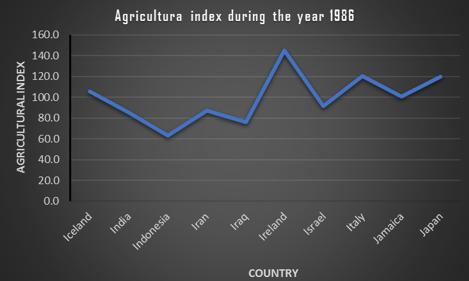 Agricultura index during the year 1986
160.0
140.0
120.0
100.0
80.0
60.0
40.0
20.0
0.0
AGRICULTURAL INDEX
Iceland
India
Indonesia
Iran
Iraq
Ireland
Israel
Italy
Jamaica
Japan
COUNTRY